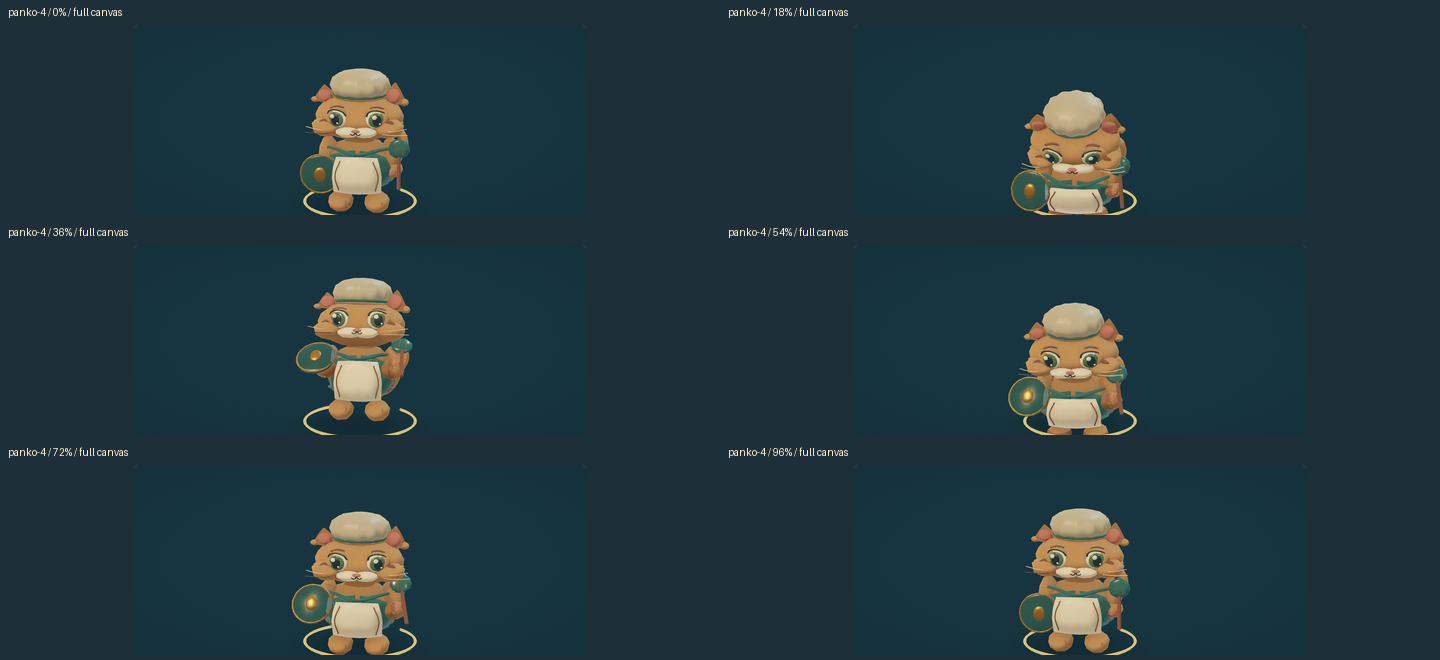 panko-4 / 0% / full canvas
panko-4 / 18% / full canvas
panko-4 / 36% / full canvas
panko-4 / 54% / full canvas
panko-4 / 72% / full canvas
panko-4 / 96% / full canvas